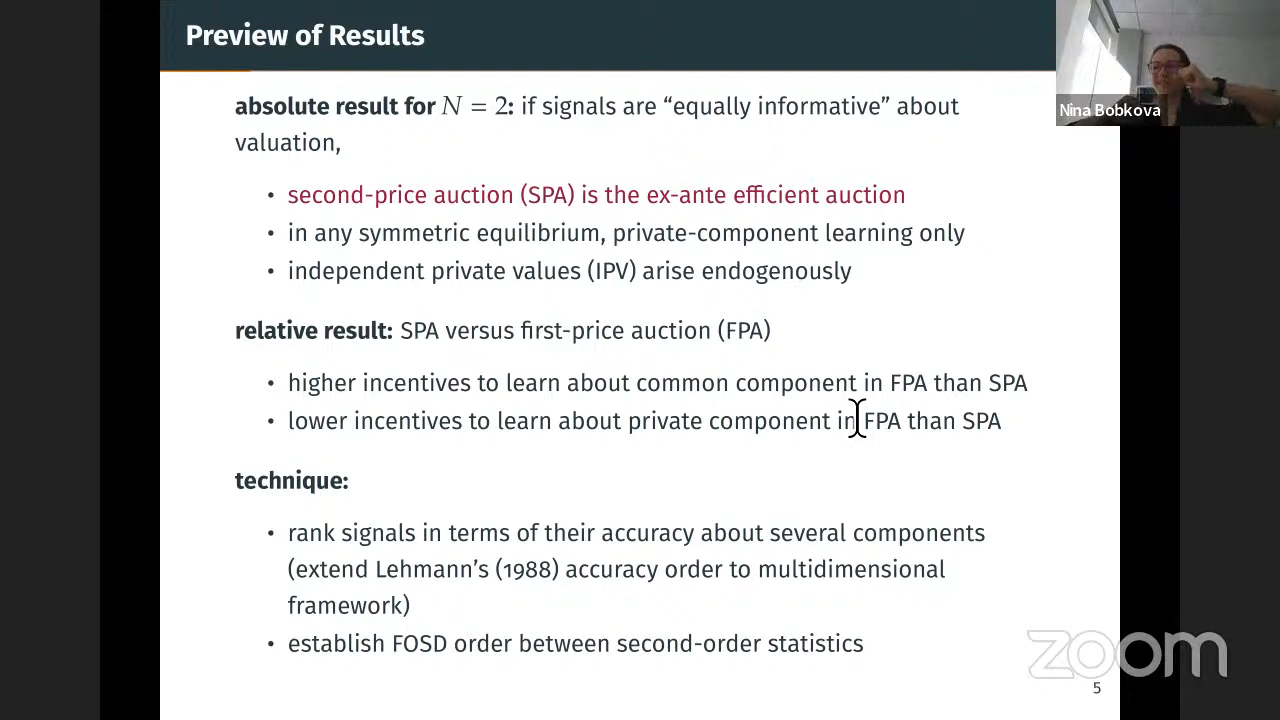 Preview of Results
Nina Bobkova
absolute result for N = 2: if signals are “equally informative” about
valuation,
• second-price auction (SPA) is the ex-ante efficient auction
• in any symmetric equilibrium, private-component learning only
• independent private values (IPV) arise endogenously
relative result: SPA versus first-price auction (FPA)
• higher incentives to learn about common component in FPA than SPA
• lower incentives to learn about private component in FPA than SPA
technique:
• rank signals in terms of their accuracy about several components
(extend Lehmann’s (1988) accuracy order to multidimensional
framework)
• establish FOSD order between second-order statistics
zoom
5